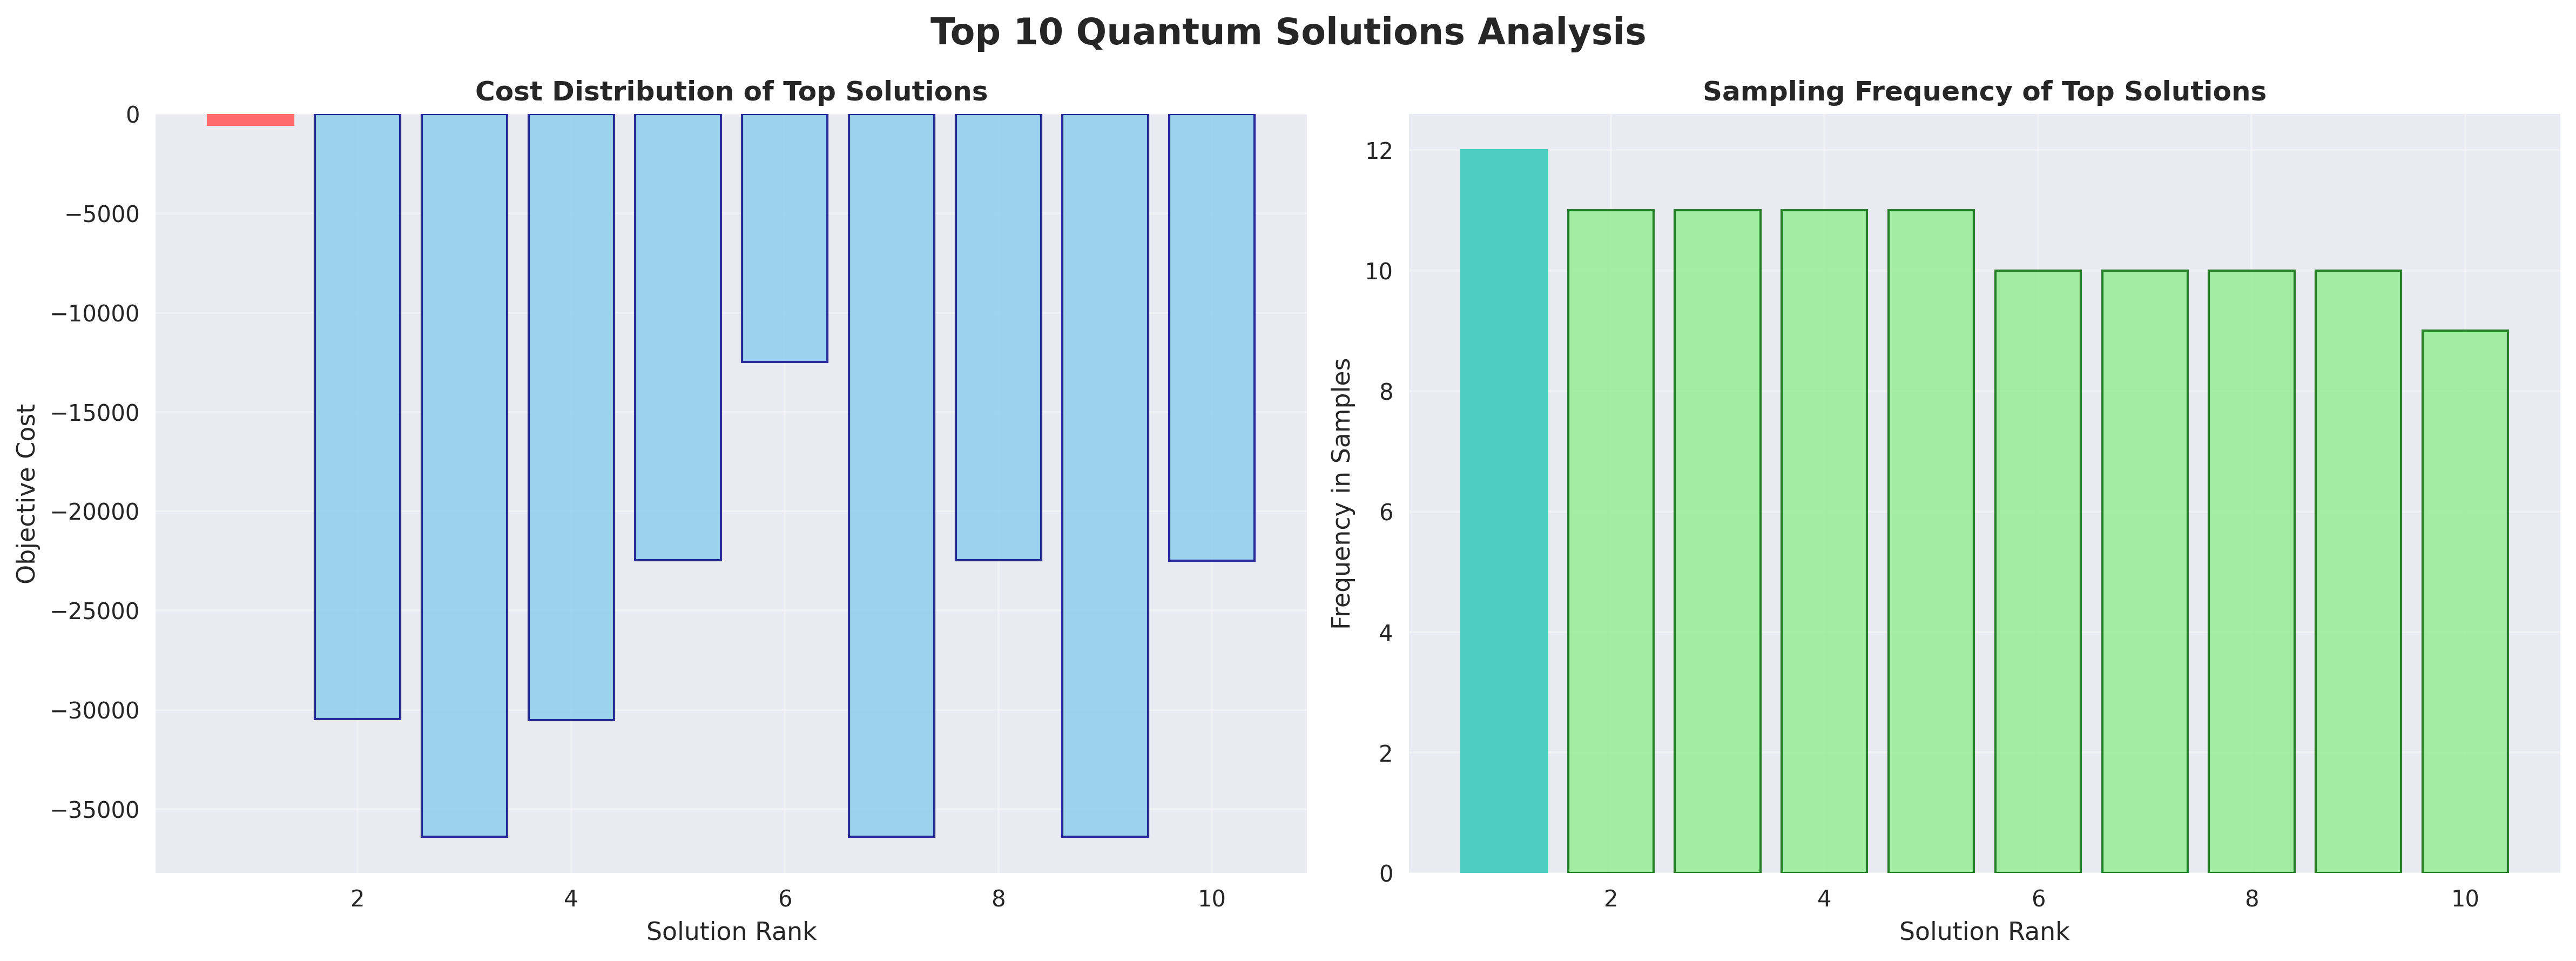 Top 10 Quantum Solutions Analysis
Cost Distribution of Top Solutions
0
−5000
−10000
−15000
−20000
−25000
−30000
−35000
Objective Cost
2 4 6 8 10
Solution Rank
Sampling Frequency of Top Solutions
12
10
8
6
4
2
0
Frequency in Samples
2 4 6 8 10
Solution Rank